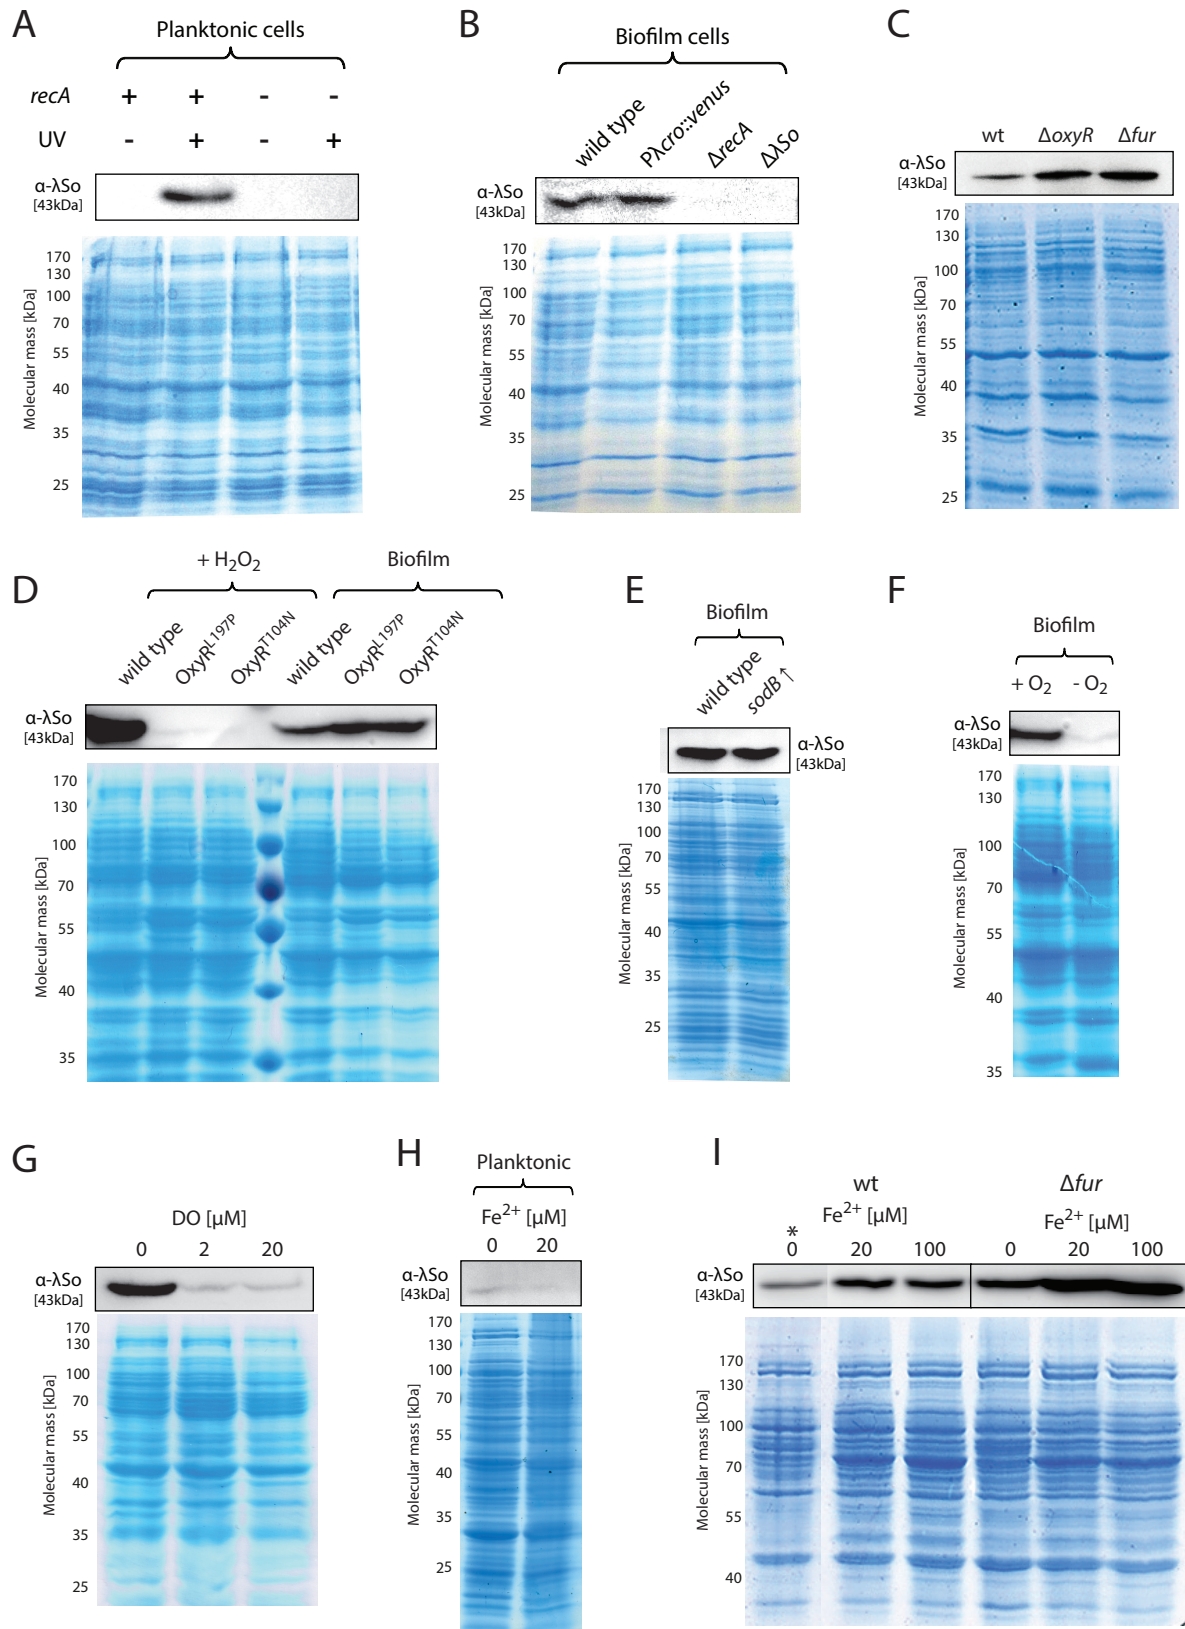 A
Planktonic cells
recA + + - -
UV - + - +
α-λSo
[43kDa]
Molecular mass [kDa]
170
130
100
70
55
40
35
25
B
Biofilm cells
wild type
Pλcro::venus
ΔrecA
ΔλSo
α-λSo
[43kDa]
Molecular mass [kDa]
170
130
100
70
55
40
35
25
C
wt ΔoxyR Δfur
α-λSo
[43kDa]
Molecular mass [kDa]
170
130
100
70
55
40
35
25
D
+ H₂O₂ Biofilm
wild type
OxyR^L197P
OxyR^T104N
wild type
OxyR^L197P
OxyR^T104N
α-λSo
[43kDa]
Molecular mass [kDa]
170
130
100
70
55
40
35
E
Biofilm
wild type
sodB ↑
α-λSo
[43kDa]
Molecular mass [kDa]
170
130
100
70
55
40
35
25
F
Biofilm
+ O₂ - O₂
α-λSo
[43kDa]
Molecular mass [kDa]
170
130
100
70
55
40
35
G
DO [μM]
0 2 20
α-λSo
[43kDa]
Molecular mass [kDa]
170
130
100
70
55
40
35
25
H
Planktonic
Fe²⁺ [μM]
0 20
α-λSo
[43kDa]
Molecular mass [kDa]
170
130
100
70
55
40
35
25
I
wt Δfur
Fe²⁺ [μM] Fe²⁺ [μM]
*
0 20 100 0 20 100
α-λSo
[43kDa]
Molecular mass [kDa]
170
130
100
70
55
40